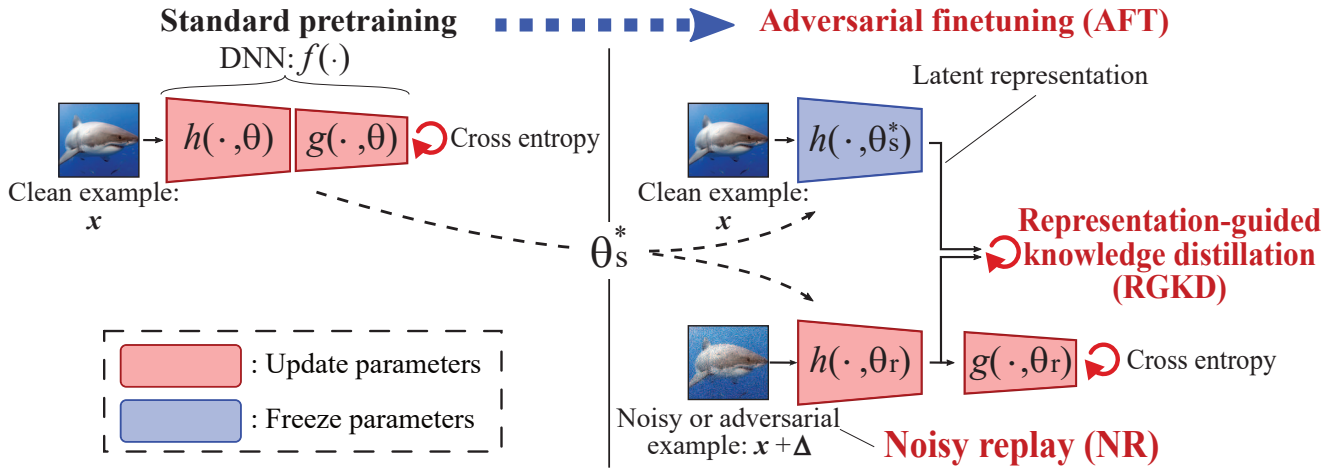 Standard pretraining
Adversarial finetuning (AFT)
DNN: f(·)
h(·,θ)
g(·,θ)
Cross entropy
Clean example:
x
θs*
: Update parameters
: Freeze parameters
Latent representation
h(·,θs*)
Clean example:
x
Representation-guided
knowledge distillation
(RGKD)
h(·,θr)
g(·,θr)
Cross entropy
Noisy or adversarial
example: x + Δ
Noisy replay (NR)